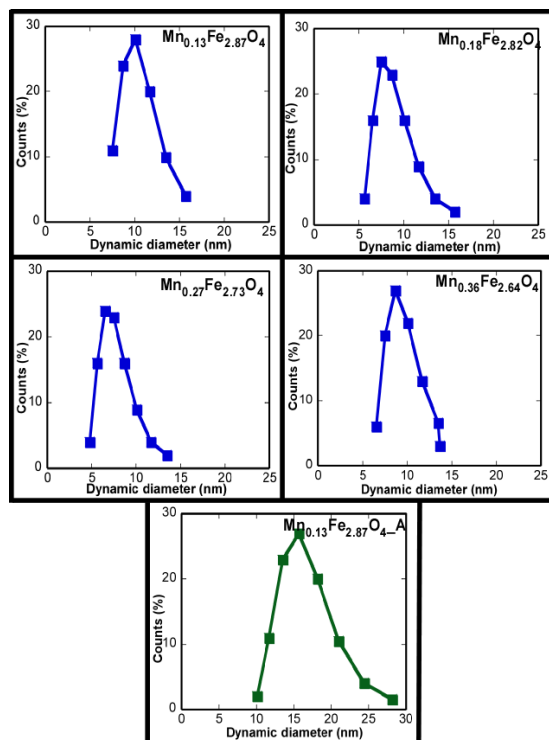 Mn0.13Fe2.87O4
Counts (%)
30
20
10
0
0 5 10 15 20 25
Dynamic diameter (nm)
Mn0.18Fe2.82O4
Counts (%)
30
20
10
0
0 5 10 15 20 25
Dynamic diameter (nm)
Mn0.27Fe2.73O4
Counts (%)
30
20
10
0
0 5 10 15 20 25
Dynamic diameter (nm)
Mn0.36Fe2.64O4
Counts (%)
30
20
10
0
0 5 10 15 20 25
Dynamic diameter (nm)
Mn0.13Fe2.87O4_A
Counts (%)
30
20
10
0
0 5 10 15 20 25 30
Dynamic diameter (nm)